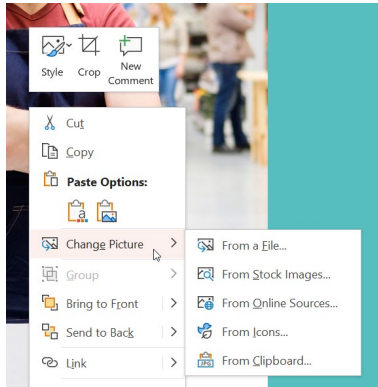 Style
Crop
New
Comment
Cut
Copy
Paste Options:
a
Change Picture
From a File...
From Stock Images...
From Online Sources...
From Icons...
From Clipboard...
JPG
Group
Bring to Front
Send to Back
Link